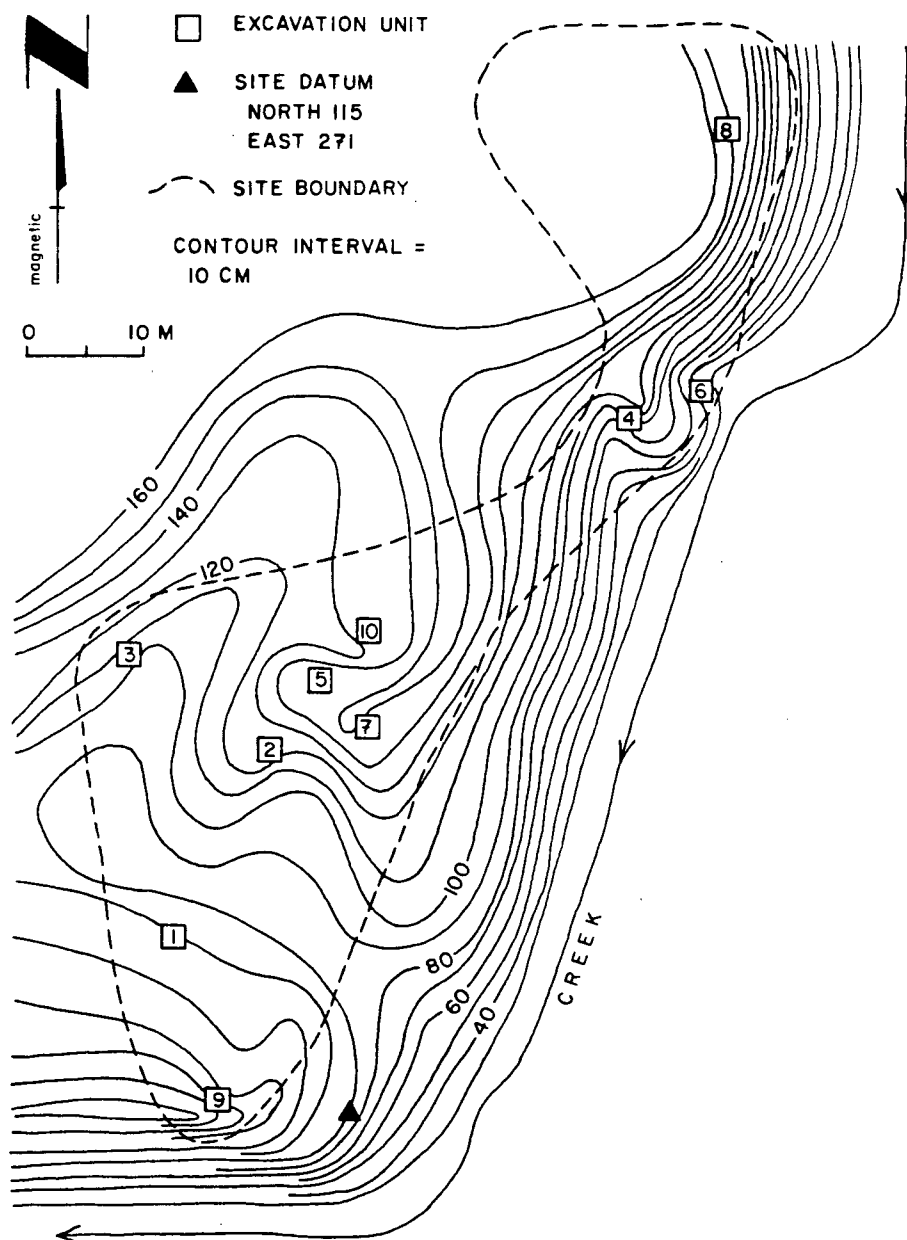 EXCAVATION UNIT
SITE DATUM
NORTH 115
EAST 271
SITE BOUNDARY
CONTOUR INTERVAL =
10 CM
magnetic
0 10 M
8
6
4
160
140
120
10
3
5
7
2
100
1
80
60
40
CREEK
9